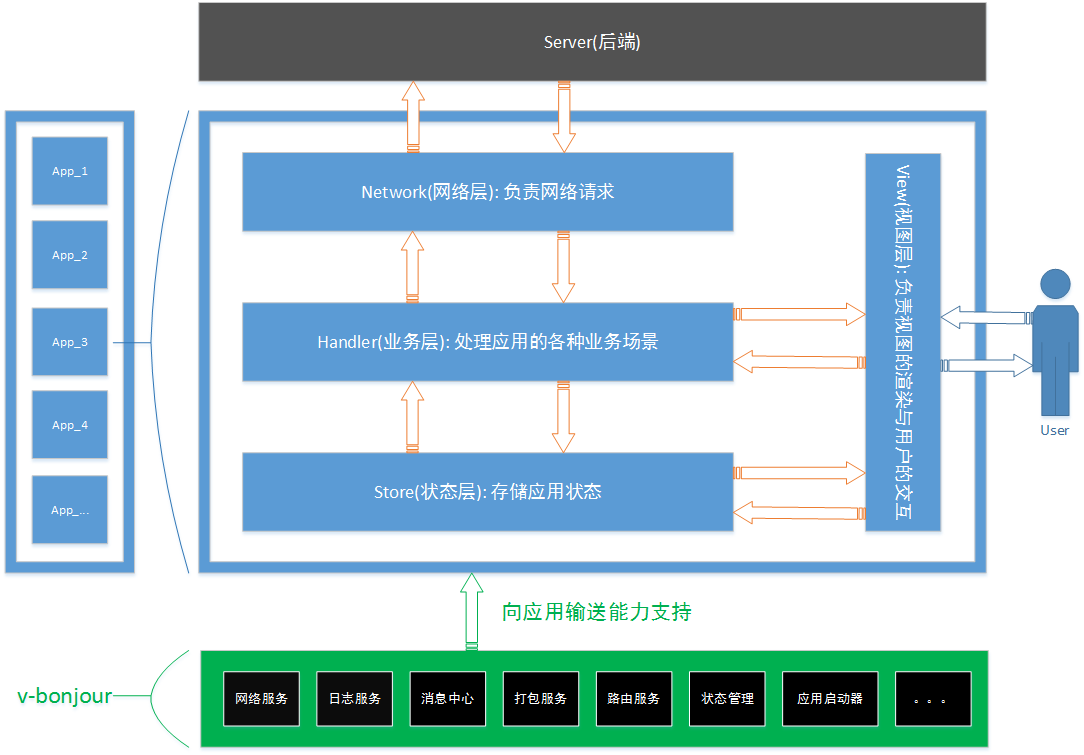 Server(后端)
App_1
App_2
App_3
App_4
App_...
Network(网络层): 负责网络请求
Handler(业务层): 处理应用的各种业务场景
Store(状态层): 存储应用状态
View(视图层): 负责视图的渲染与用户的交互
User
向应用输送能力支持
v-bonjour
网络服务
日志服务
消息中心
打包服务
路由服务
状态管理
应用启动器
。。。